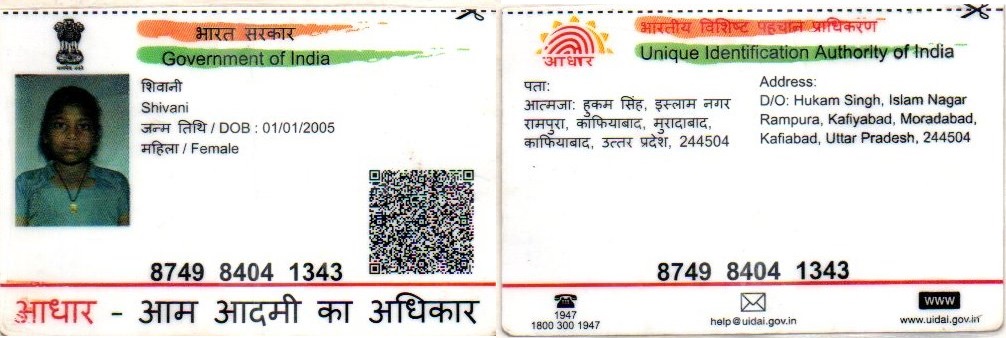 भारत सरकार
Government of India
शिवानी
Shivani
जन्म तिथि / DOB : 01/01/2005
महिला / Female
8749 8404 1343
आधार - आम आदमी का अधिकार
भारतीय विशिष्ट पहचान प्राधिकरण
Unique Identification Authority of India
आधार
पता:
आत्मजा: हुकम सिंह, इस्लाम नगर
रामपुरा, काफियाबाद, मुरादाबाद,
काफियाबाद, उत्तर प्रदेश, 244504
Address:
D/O: Hukam Singh, Islam Nagar
Rampura, Kafiyabad, Moradabad,
Kafiabad, Uttar Pradesh, 244504
8749 8404 1343
1947
1800 300 1947
help@uidai.gov.in
www
www.uidai.gov.in